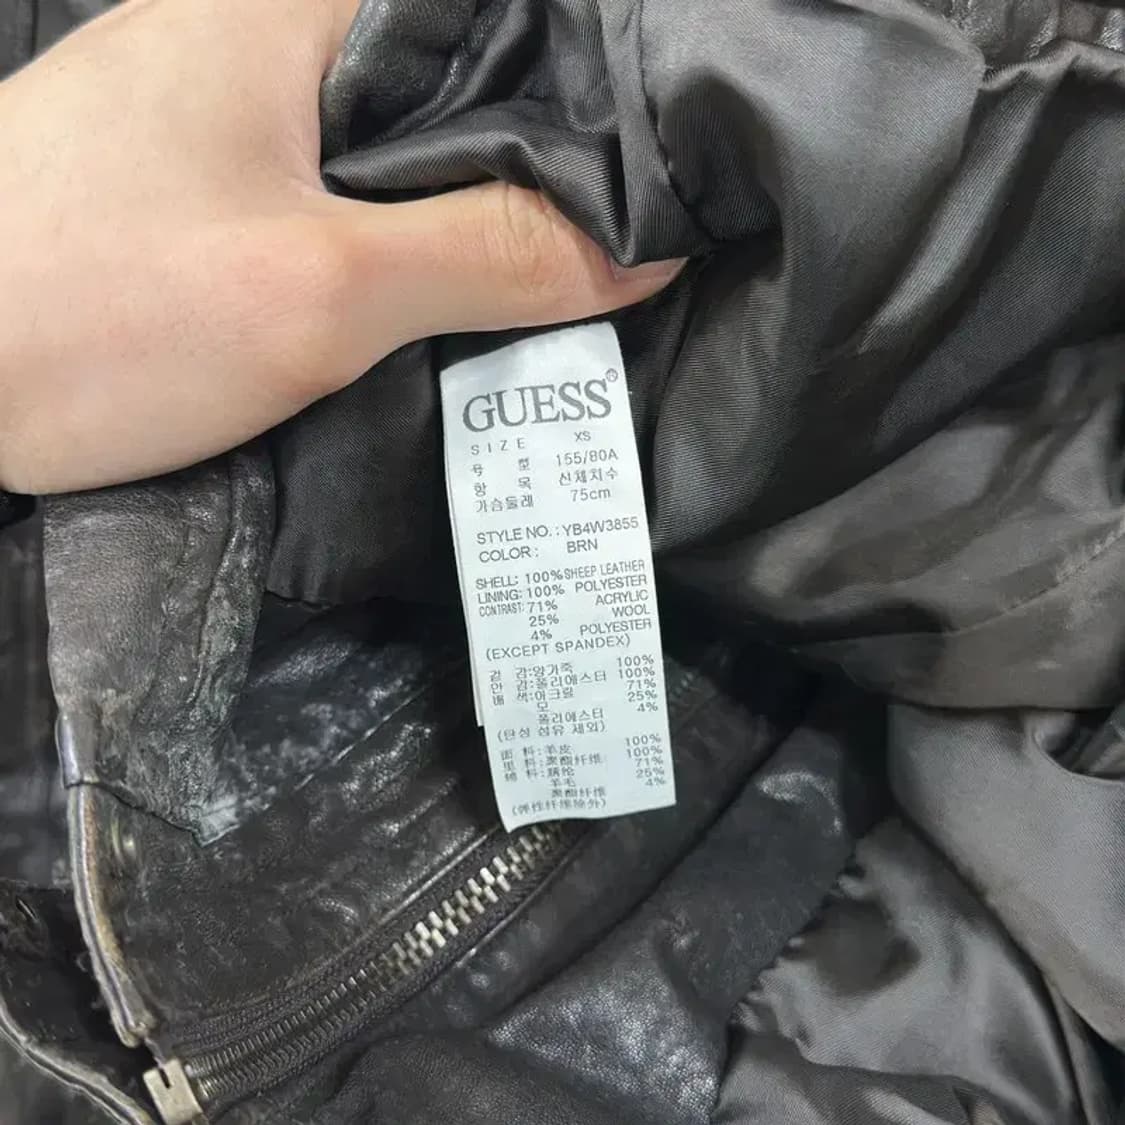 GUESS®
SIZE XS
号 型 155/80A
항 목 신체치수
가슴둘레 75cm
STYLE NO.: YB4W3855
COLOR: BRN
SHELL: 100% SHEEP LEATHER
LINING: 100% POLYESTER
CONTRAST: 71% ACRYLIC
25% WOOL
4% POLYESTER
(EXCEPT SPANDEX)
겉 감:양가죽 100%
안 감:폴리에스터 100%
배 색:아크릴 71%
모 25%
폴리에스터 4%
(탄성 섬유 제외)
面 料:羊皮 100%
里 料:聚酯纤维 100%
辅 料:腈纶 71%
羊毛 25%
聚酯纤维 4%
(弹性纤维除外)